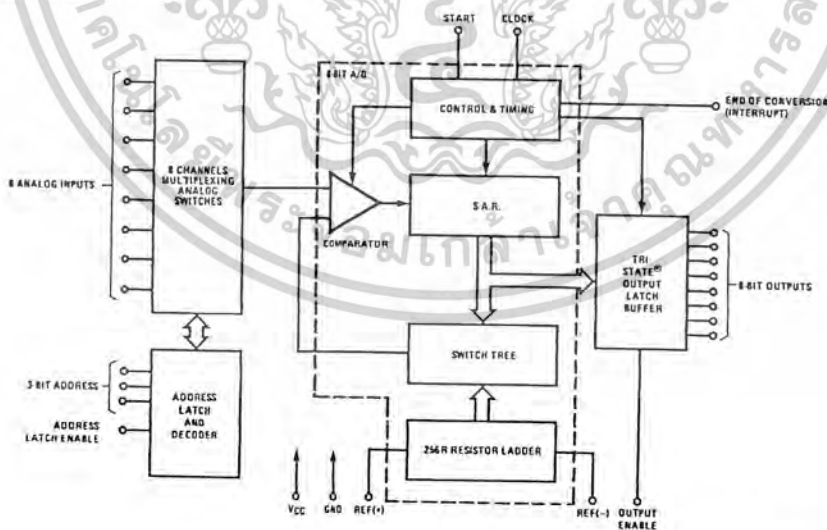 START
CLOCK
8-BIT A/D
CONTROL & TIMING
END OF CONVERSION
(INTERRUPT)
8 ANALOG INPUTS
8 CHANNELS
MULTIPLEXING
ANALOG
SWITCHES
S.A.R.
COMPARATOR
TRI
STATE®
OUTPUT
LATCH
BUFFER
8-BIT OUTPUTS
SWITCH TREE
3-BIT ADDRESS
ADDRESS
LATCH
AND
DECODER
ADDRESS
LATCH ENABLE
256R RESISTOR LADDER
VCC
GND
REF(+)
REF(−)
OUTPUT
ENABLE